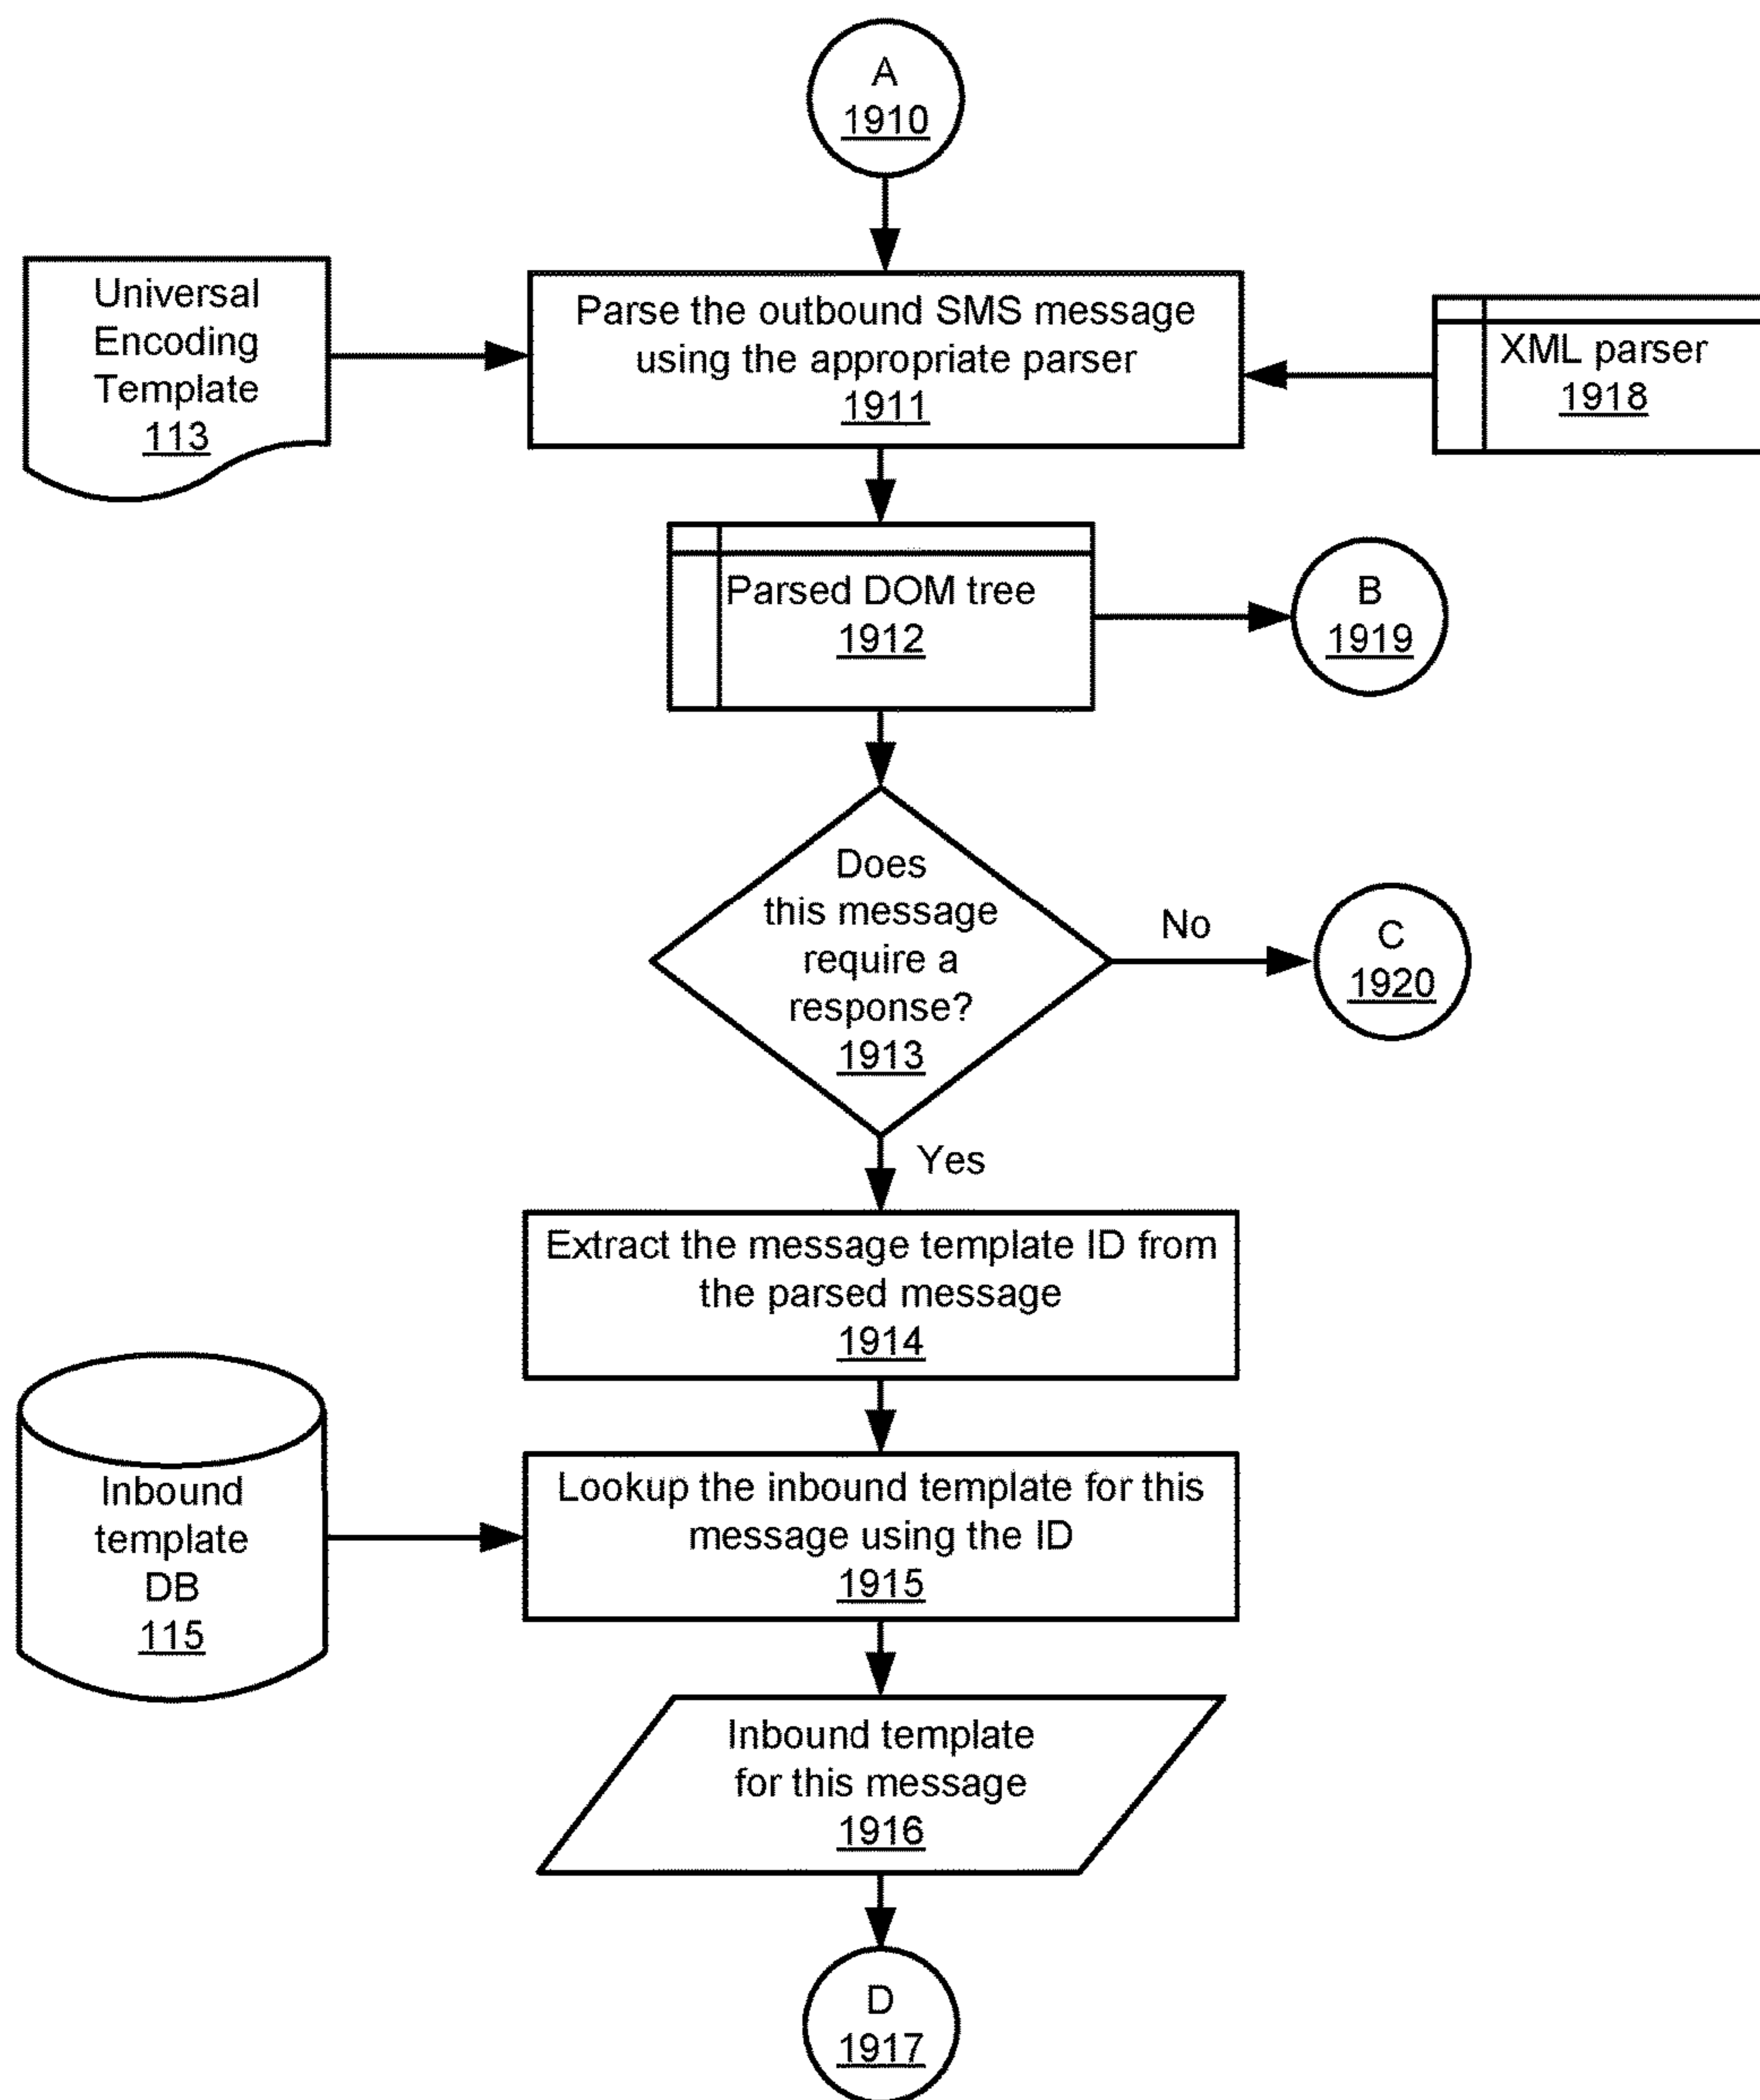 A
1910
Universal
Encoding
Template
113
Parse the outbound SMS message
using the appropriate parser
1911
XML parser
1918
Parsed DOM tree
1912
B
1919
Does
this message
require a
response?
1913
No
C
1920
Yes
Extract the message template ID from
the parsed message
1914
Inbound
template
DB
115
Lookup the inbound template for this
message using the ID
1915
Inbound template
for this message
1916
D
1917